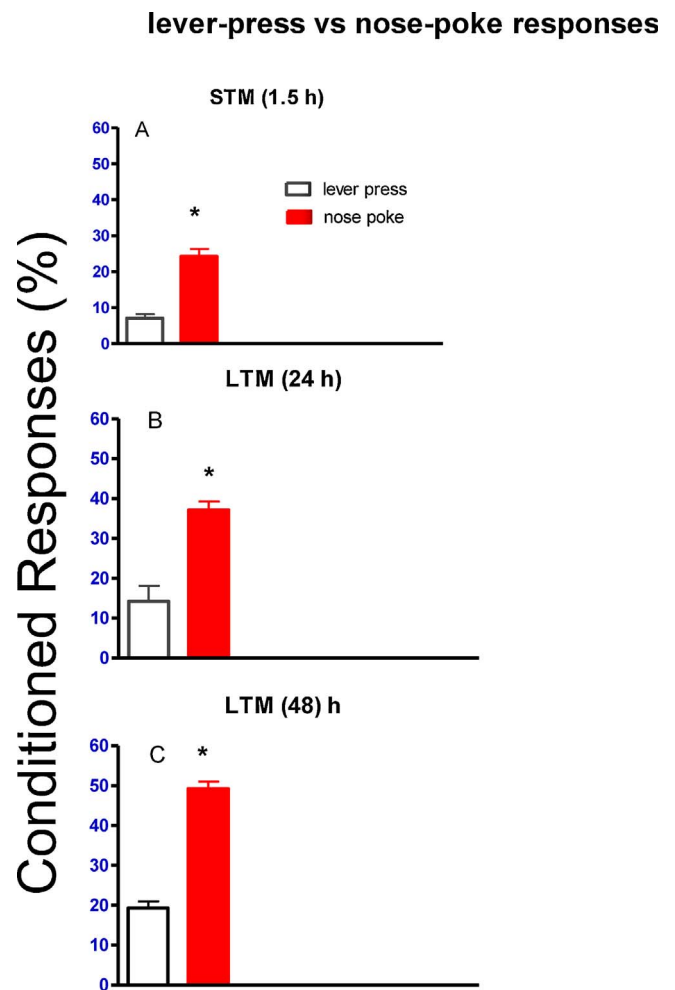 lever-press vs nose-poke responses
Conditioned Responses (%)
STM (1.5 h)
A
60
50
40
30
20
10
0
*
lever press
nose poke
LTM (24 h)
B
60
50
40
30
20
10
0
*
LTM (48) h
C
60
50
40
30
20
10
0
*